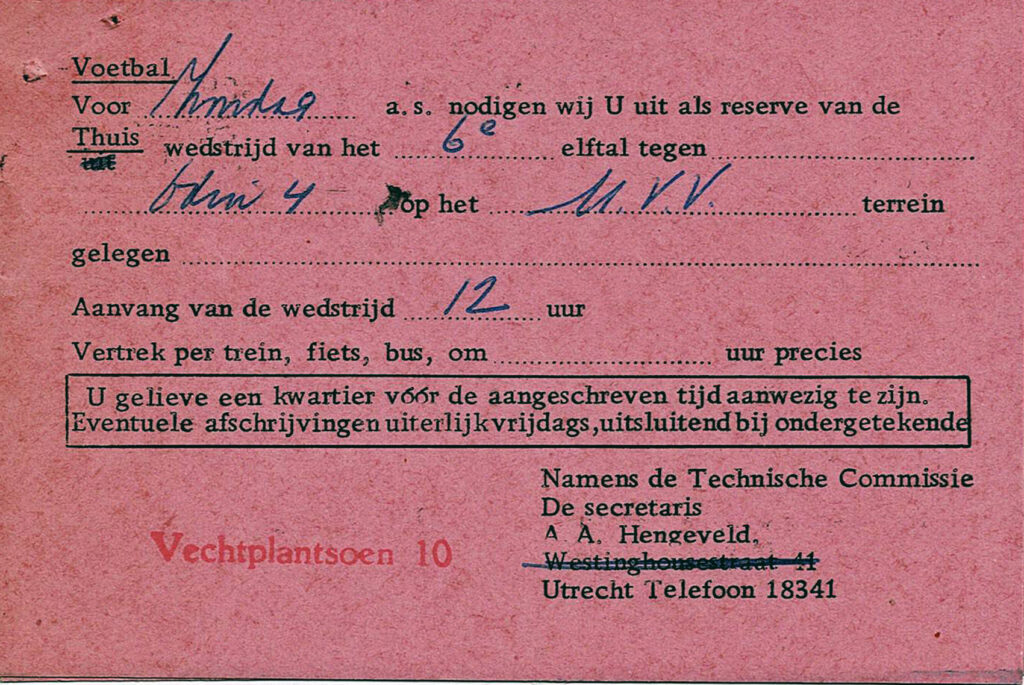 Voetbal
Voor Zondag a.s. nodigen wij U uit als reserve van de
Thuis
uit wedstrijd van het 6e elftal tegen
Odin 4 op het U.V.V. terrein
gelegen
Aanvang van de wedstrijd 12 uur
Vertrek per trein, fiets, bus, om uur precies
U gelieve een kwartier vóór de aangeschreven tijd aanwezig te zijn.
Eventuele afschrijvingen uiterlijk vrijdags, uitsluitend bij ondergetekende
Namens de Technische Commissie
De secretaris
A A. Hengeveld,
Westinghousestraat 41
Vechtplantsoen 10
Utrecht Telefoon 18341